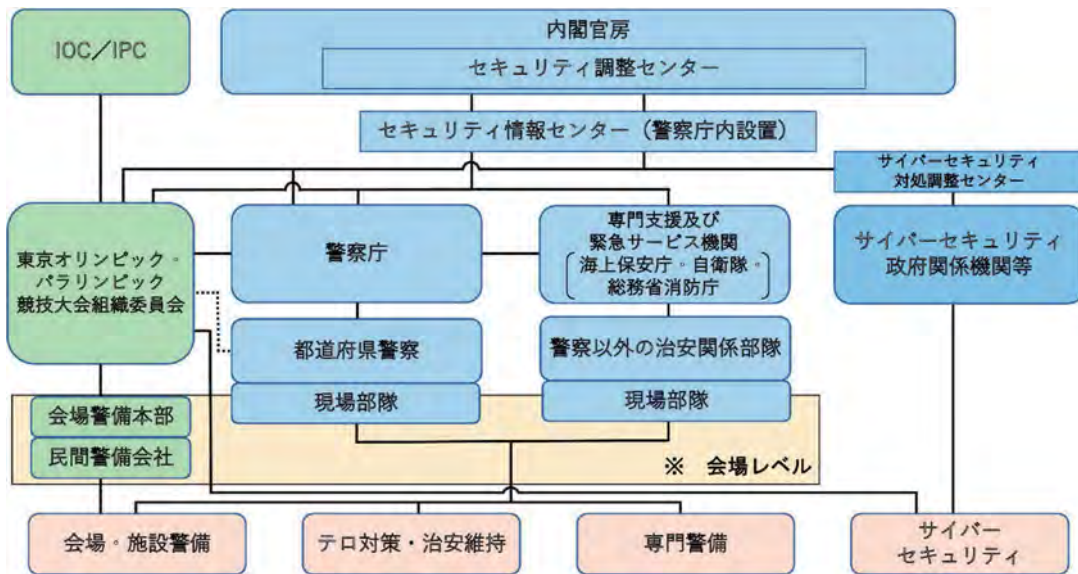 IOC／IPC
内閣官房
セキュリティ調整センター
セキュリティ情報センター（警察庁内設置）
サイバーセキュリティ
対処調整センター
東京オリンピック・
パラリンピック
競技大会組織委員会
警察庁
専門支援及び
緊急サービス機関
海上保安庁・自衛隊・
総務省消防庁
サイバーセキュリティ
政府関係機関等
都道府県警察
警察以外の治安関係部隊
現場部隊
現場部隊
会場警備本部
民間警備会社
※ 会場レベル
会場・施設警備
テロ対策・治安維持
専門警備
サイバー
セキュリティ